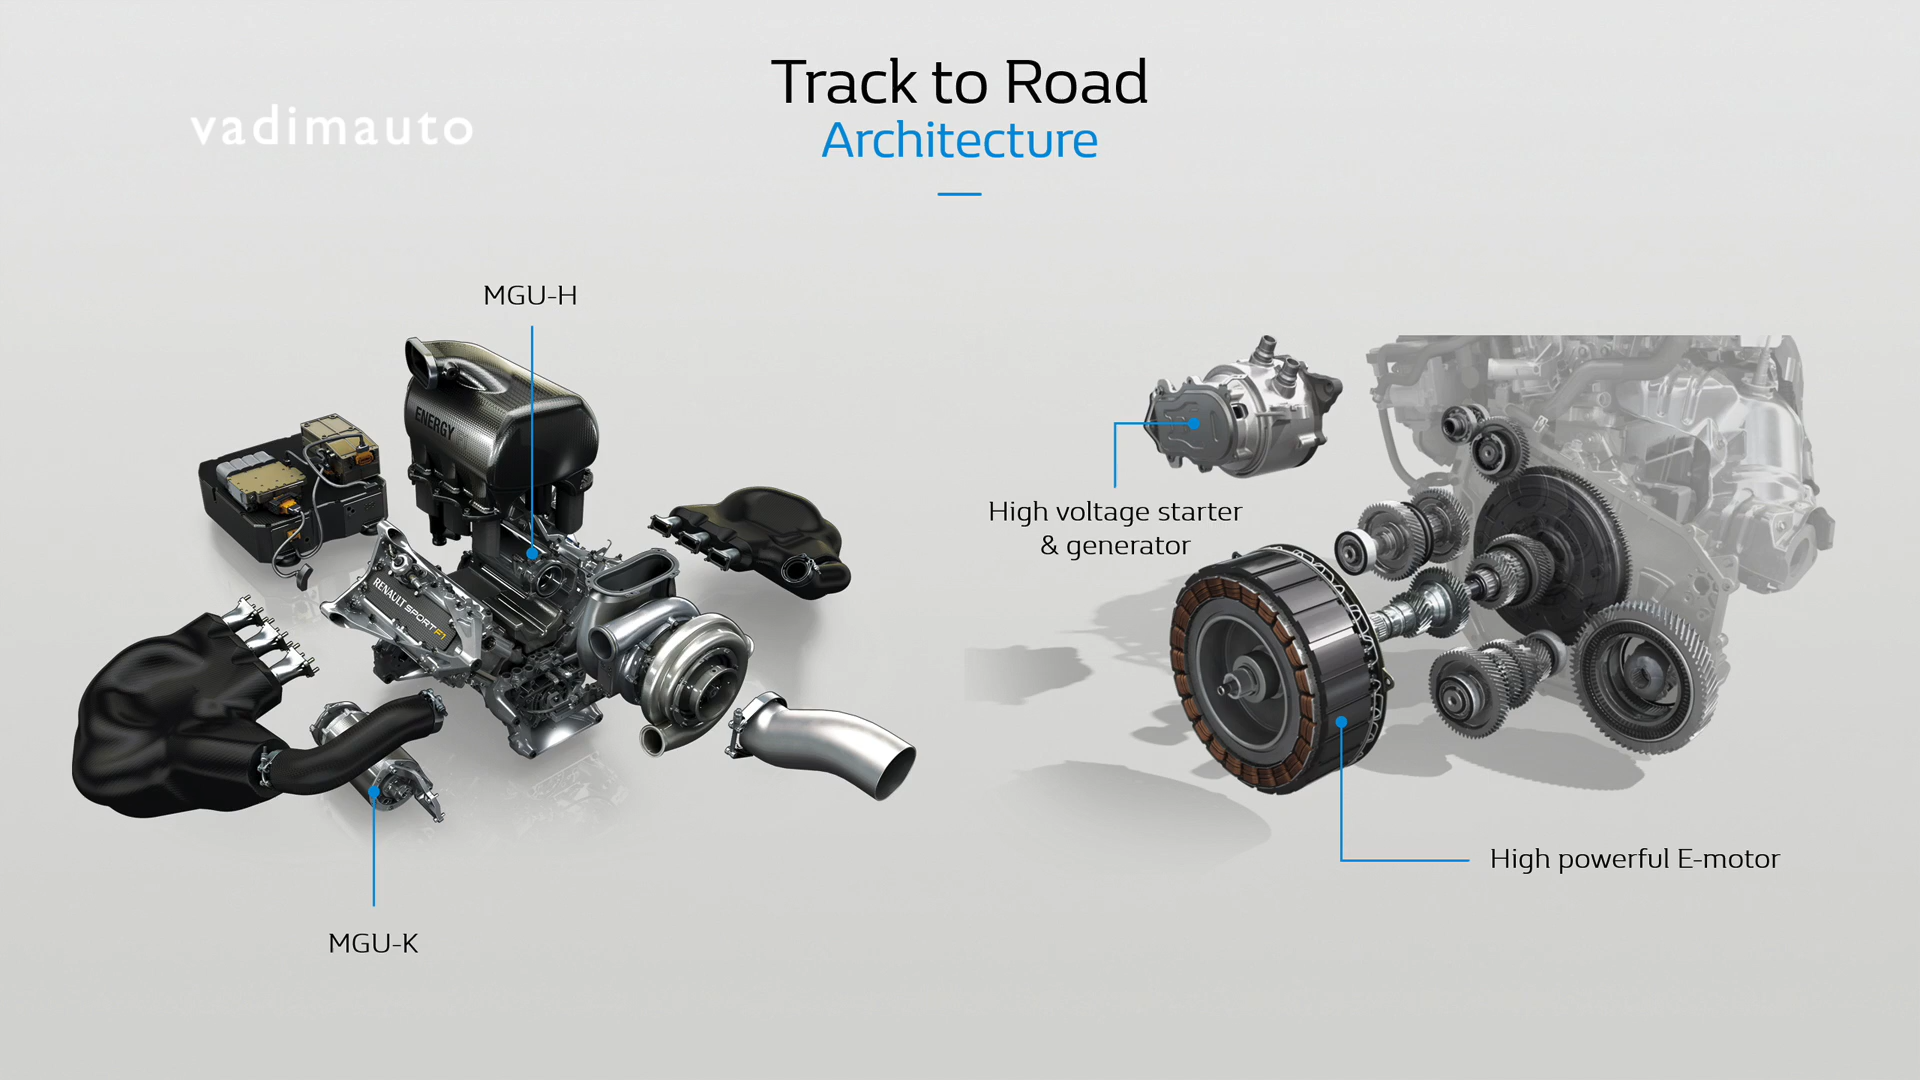 Track to Road
Architecture
vadimauto
MGU-H
ENERGY
RENAULT SPORT F1
High voltage starter
& generator
High powerful E-motor
MGU-K